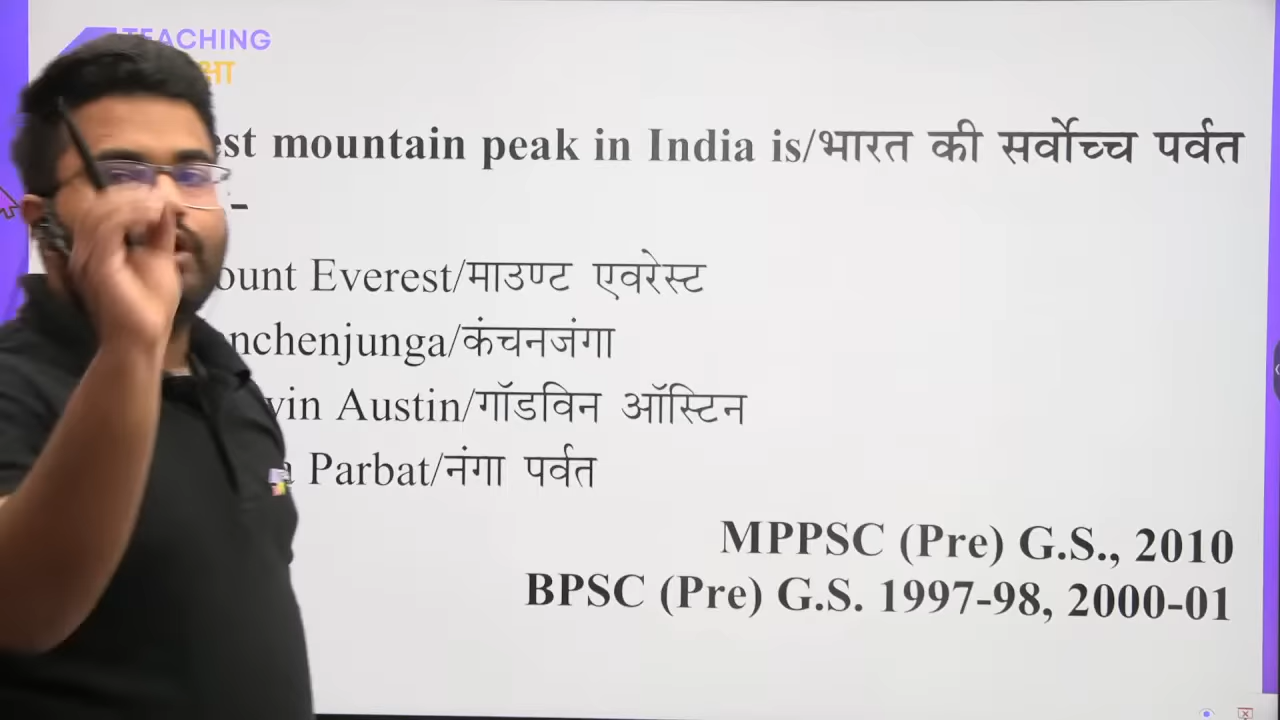 TEACHING
est mountain peak in India is/भारत की सर्वोच्च पर्वत
:-
ount Everest/माउण्ट एवरेस्ट
nchenjunga/कंचनजंगा
vin Austin/गॉडविन ऑस्टिन
a Parbat/नंगा पर्वत
MPPSC (Pre) G.S., 2010
BPSC (Pre) G.S. 1997-98, 2000-01